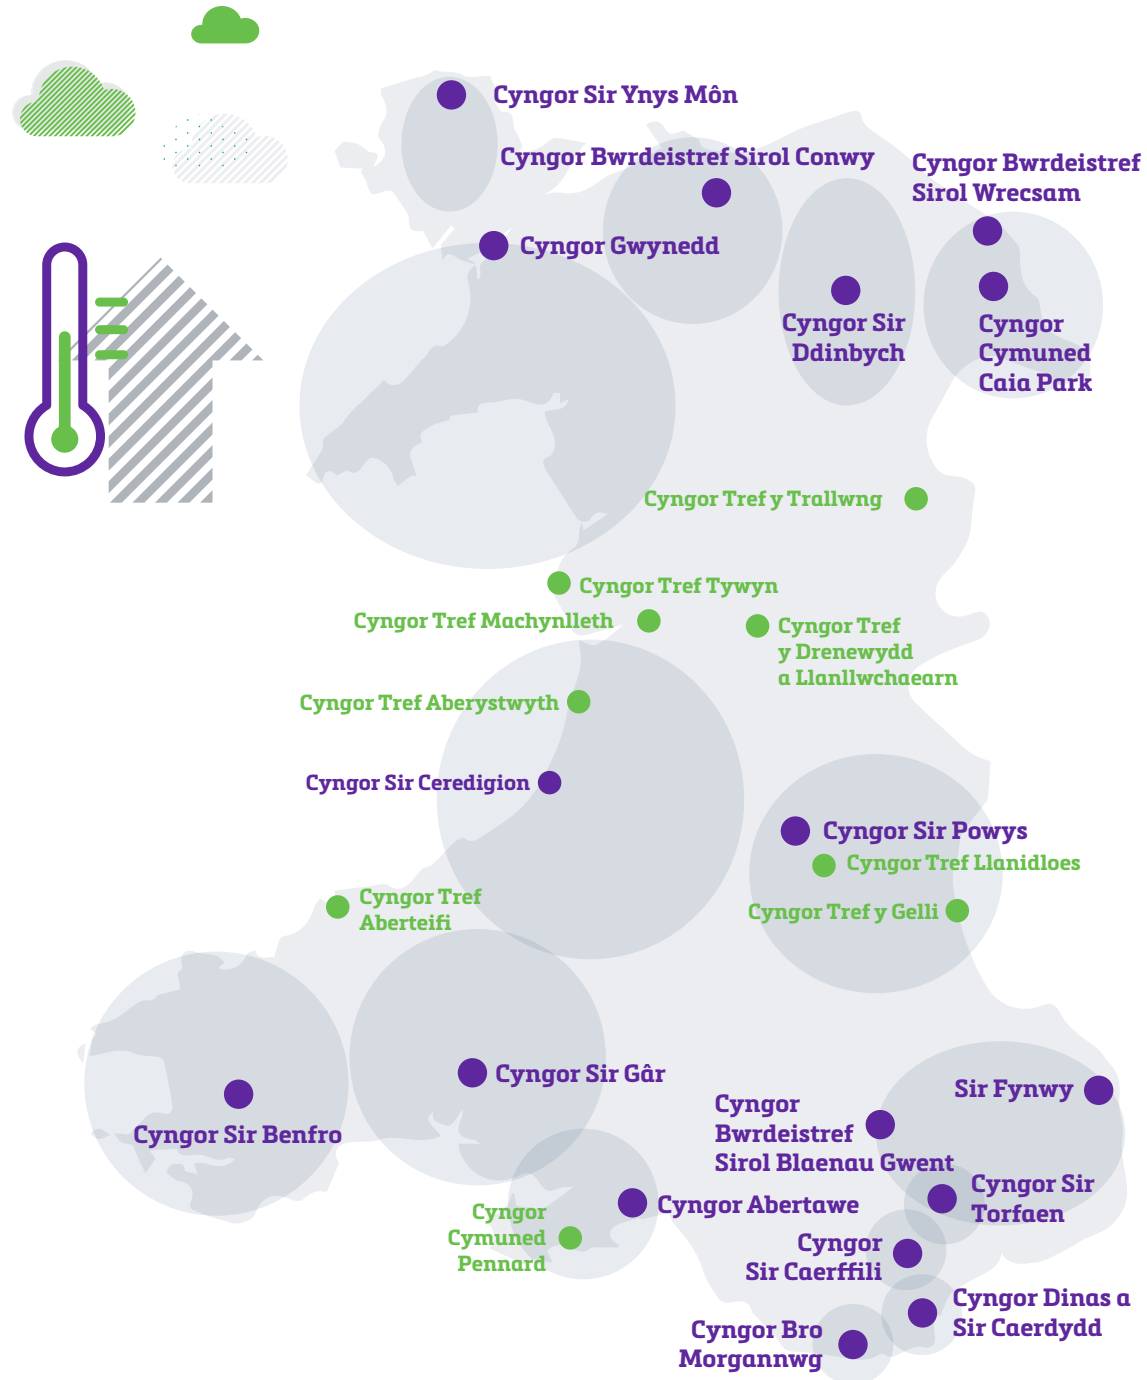 Cyngor Sir Ynys Môn
Cyngor Bwrdeistref Sirol Conwy
Cyngor Bwrdeistref
Sirol Wrecsam
Cyngor Gwynedd
Cyngor Sir
Ddinbych
Cyngor
Cymuned
Caia Park
Cyngor Tref y Trallwng
Cyngor Tref Tywyn
Cyngor Tref Machynlleth
Cyngor Tref
y Drenewydd
a Llanllwchaearn
Cyngor Tref Aberystwyth
Cyngor Sir Ceredigion
Cyngor Sir Powys
Cyngor Tref Llanidloes
Cyngor Tref y Gelli
Cyngor Tref
Aberteifi
Cyngor Sir Gâr
Sir Fynwy
Cyngor
Bwrdeistref
Sirol Blaenau Gwent
Cyngor Sir Benfro
Cyngor Sir
Torfaen
Cyngor Abertawe
Cyngor
Cymuned
Pennard
Cyngor
Sir Caerffili
Cyngor Dinas a
Sir Caerdydd
Cyngor Bro
Morgannwg